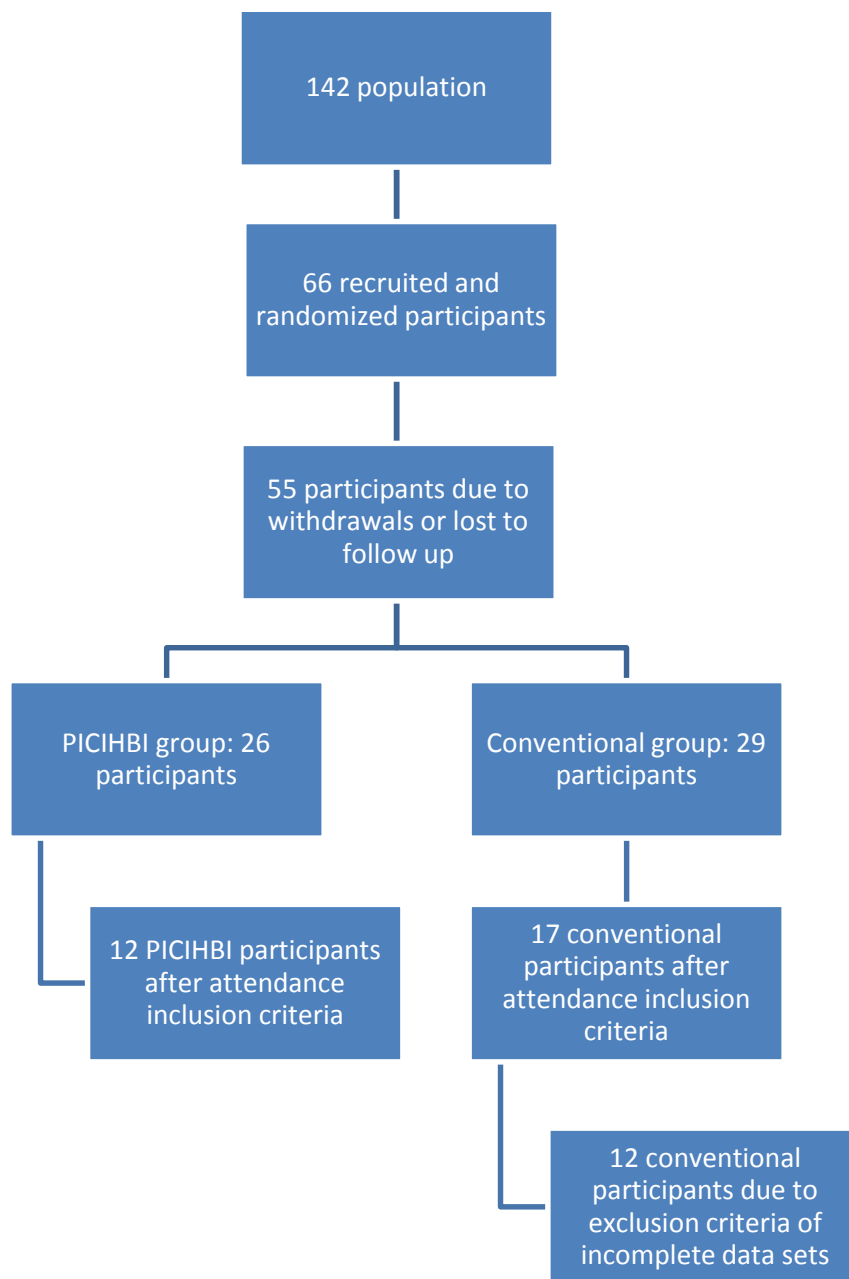 142 population
66 recruited and
randomized participants
55 participants due to
withdrawals or lost to
follow up
PICIHBI group: 26
participants
Conventional group: 29
participants
12 PICIHBI participants
after attendance
inclusion criteria
17 conventional
participants after
attendance inclusion
criteria
12 conventional
participants due to
exclusion criteria of
incomplete data sets